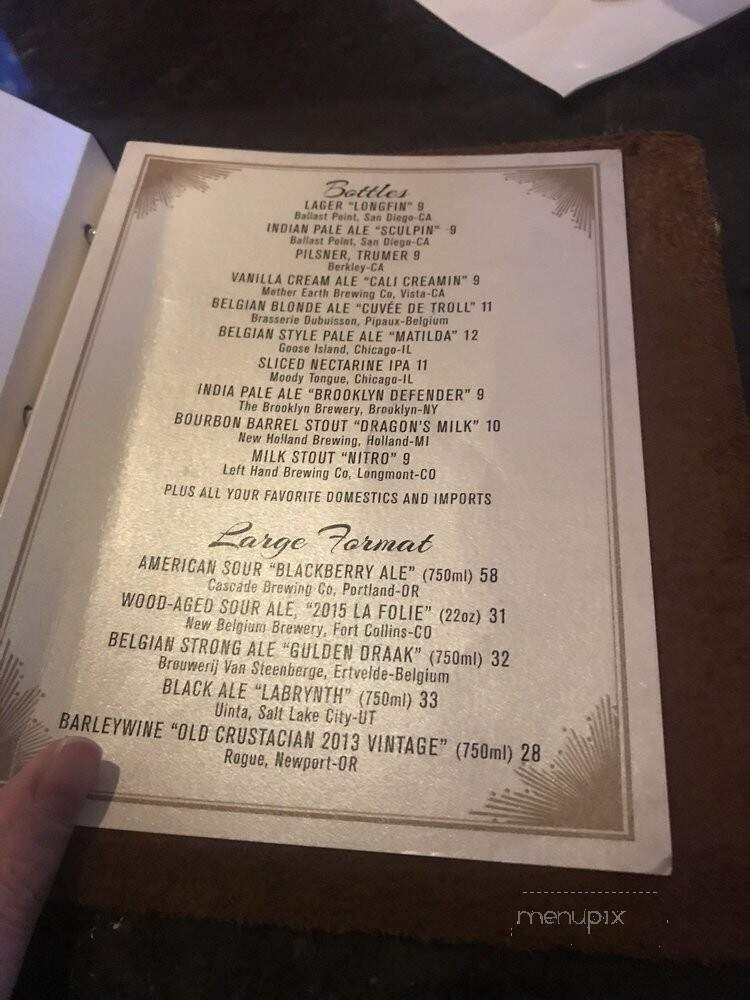 Bottles
LAGER "LONGFIN" 9
Ballast Point, San Diego-CA
INDIAN PALE ALE "SCULPIN" 9
Ballast Point, San Diego-CA
PILSNER, TRUMER 9
Berkley-CA
VANILLA CREAM ALE "CALI CREAMIN" 9
Mother Earth Brewing Co, Vista-CA
BELGIAN BLONDE ALE "CUVÉE DE TROLL" 11
Brasserie Dubuisson, Pipaux-Belgium
BELGIAN STYLE PALE ALE "MATILDA" 12
Goose Island, Chicago-IL
SLICED NECTARINE IPA 11
Moody Tongue, Chicago-IL
INDIA PALE ALE "BROOKLYN DEFENDER" 9
The Brooklyn Brewery, Brooklyn-NY
BOURBON BARREL STOUT "DRAGON'S MILK" 10
New Holland Brewing, Holland-MI
MILK STOUT "NITRO" 9
Left Hand Brewing Co, Longmont-CO
PLUS ALL YOUR FAVORITE DOMESTICS AND IMPORTS
Large Format
AMERICAN SOUR "BLACKBERRY ALE" (750ml) 58
Cascade Brewing Co, Portland-OR
WOOD-AGED SOUR ALE, "2015 LA FOLIE" (22oz) 31
New Belgium Brewery, Fort Collins-CO
BELGIAN STRONG ALE "GULDEN DRAAK" (750ml) 32
Brouwerij Van Steenberge, Ertvelde-Belgium
BLACK ALE "LABRYNTH" (750ml) 33
Uinta, Salt Lake City-UT
BARLEYWINE "OLD CRUSTACIAN 2013 VINTAGE" (750ml) 28
Rogue, Newport-OR
menupix